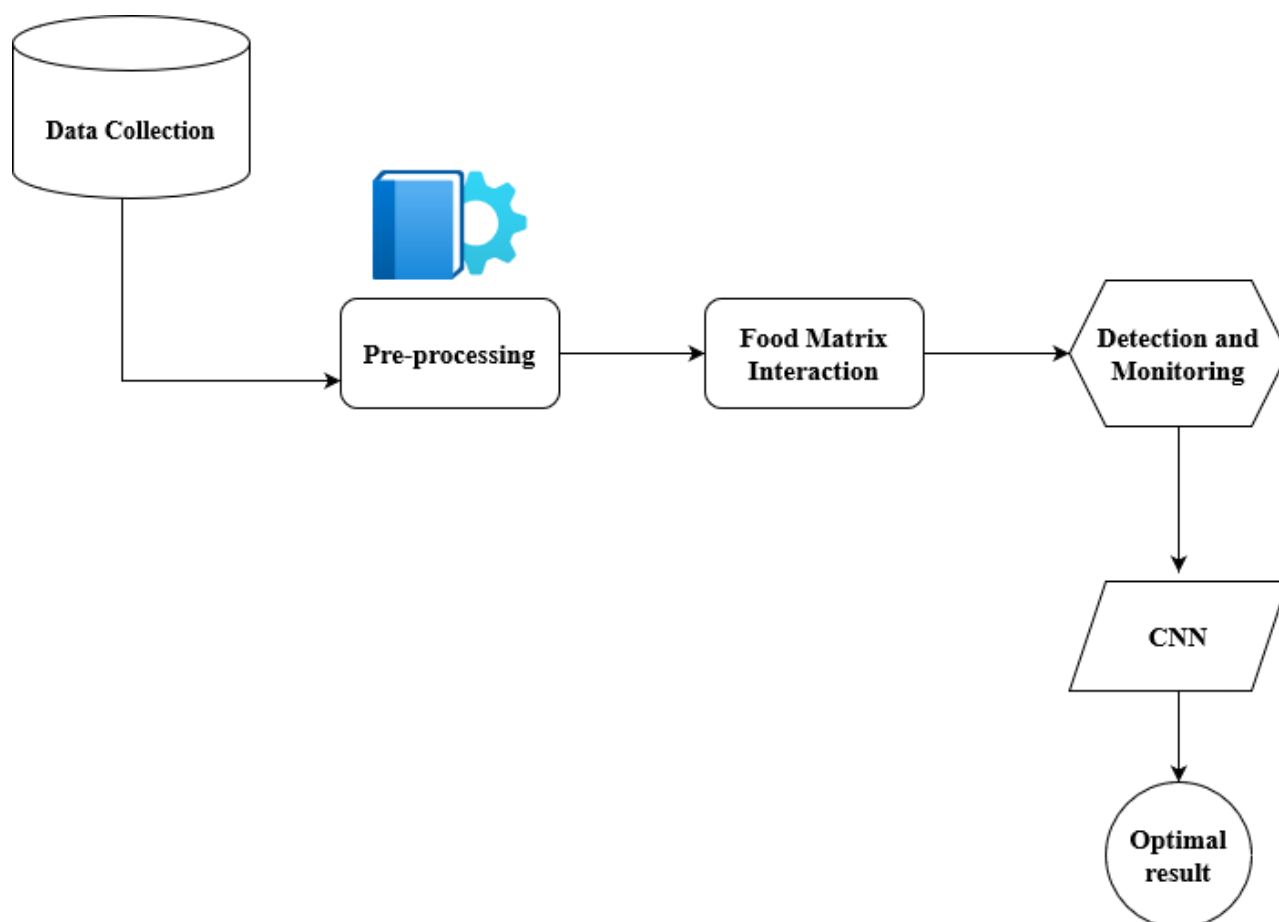 Data Collection
Pre-processing
Food Matrix
Interaction
Detection and
Monitoring
CNN
Optimal
result